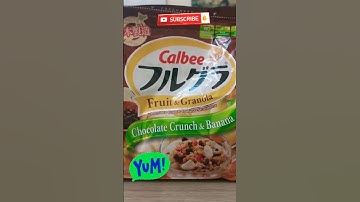 SUBSCRIBE
Calbee
フルグラ
Fruit & Granola
Chocolate Crunch & Banana
YUM!